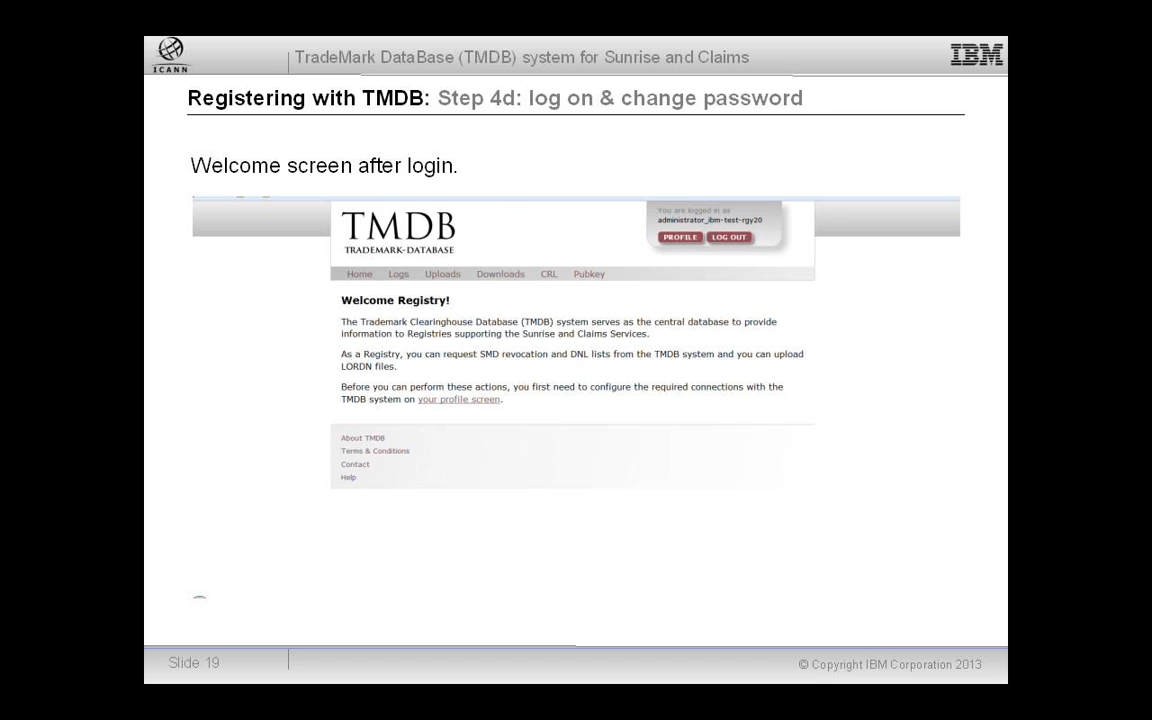 ICANN
TradeMark DataBase (TMDB) system for Sunrise and Claims
IBM
Registering with TMDB: Step 4d: log on & change password
Welcome screen after login.
TMDB
TRADEMARK-DATABASE
You are logged in as
administrator_ibm-test-rgy20
PROFILE LOG OUT
Home Logs Uploads Downloads CRL Pubkey
Welcome Registry!
The Trademark Clearinghouse Database (TMDB) system serves as the central database to provide
information to Registries supporting the Sunrise and Claims Services.
As a Registry, you can request SMD revocation and DNL lists from the TMDB system and you can upload
LORDN files.
Before you can perform these actions, you first need to configure the required connections with the
TMDB system on your profile screen.
About TMDB
Terms & Conditions
Contact
Help
Slide 19
© Copyright IBM Corporation 2013